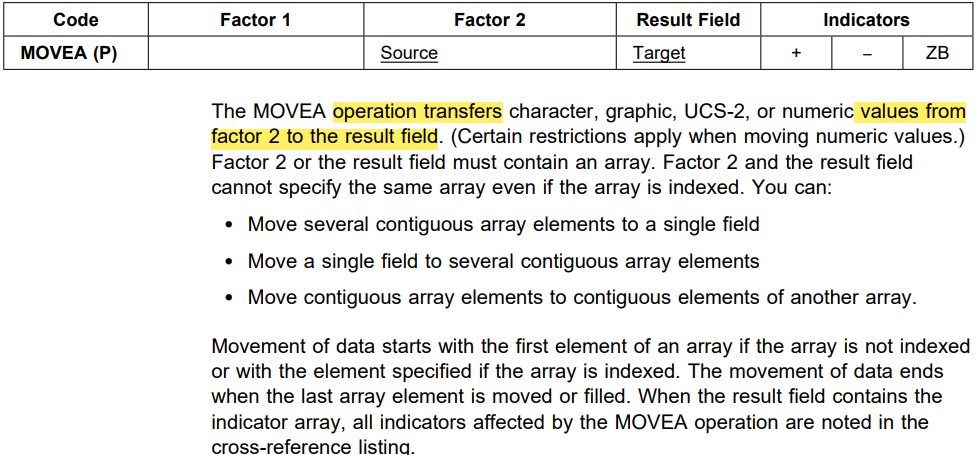 Code Factor 1 Factor 2 Result Field Indicators
MOVEA (P) Source Target + – ZB
The MOVEA operation transfers character, graphic, UCS-2, or numeric values from
factor 2 to the result field. (Certain restrictions apply when moving numeric values.)
Factor 2 or the result field must contain an array. Factor 2 and the result field
cannot specify the same array even if the array is indexed. You can:
• Move several contiguous array elements to a single field
• Move a single field to several contiguous array elements
• Move contiguous array elements to contiguous elements of another array.
Movement of data starts with the first element of an array if the array is not indexed
or with the element specified if the array is indexed. The movement of data ends
when the last array element is moved or filled. When the result field contains the
indicator array, all indicators affected by the MOVEA operation are noted in the
cross-reference listing.